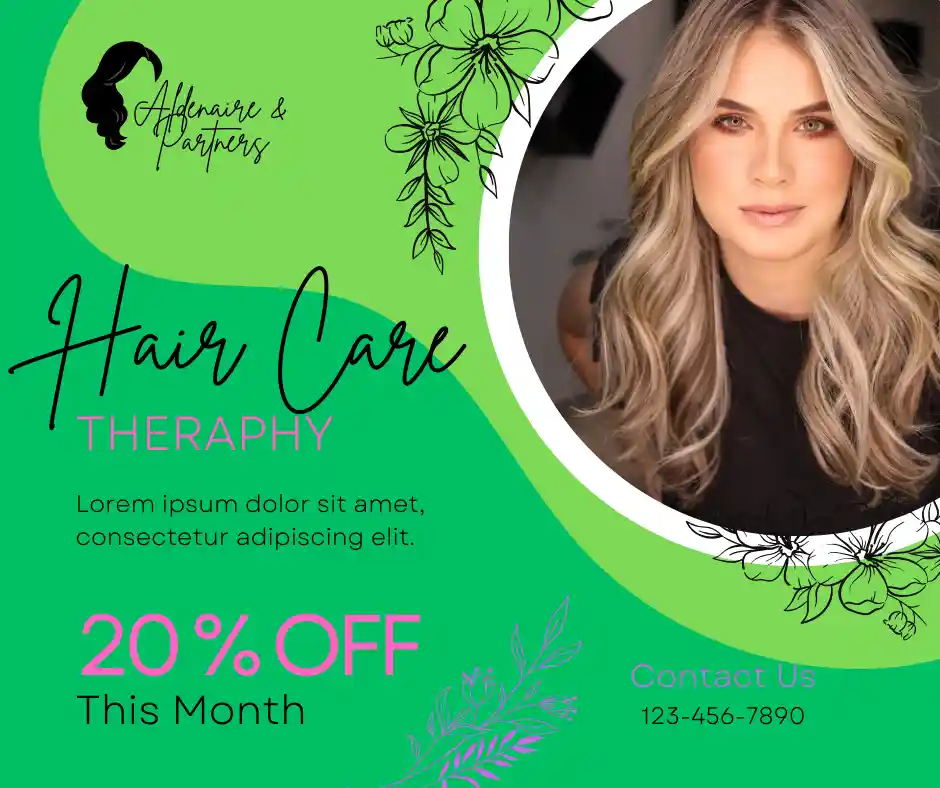 Aldenaire &
Partners
Hair Care
THERAPHY
Lorem ipsum dolor sit amet,
consectetur adipiscing elit.
20 % OFF
This Month
Contact Us
123-456-7890